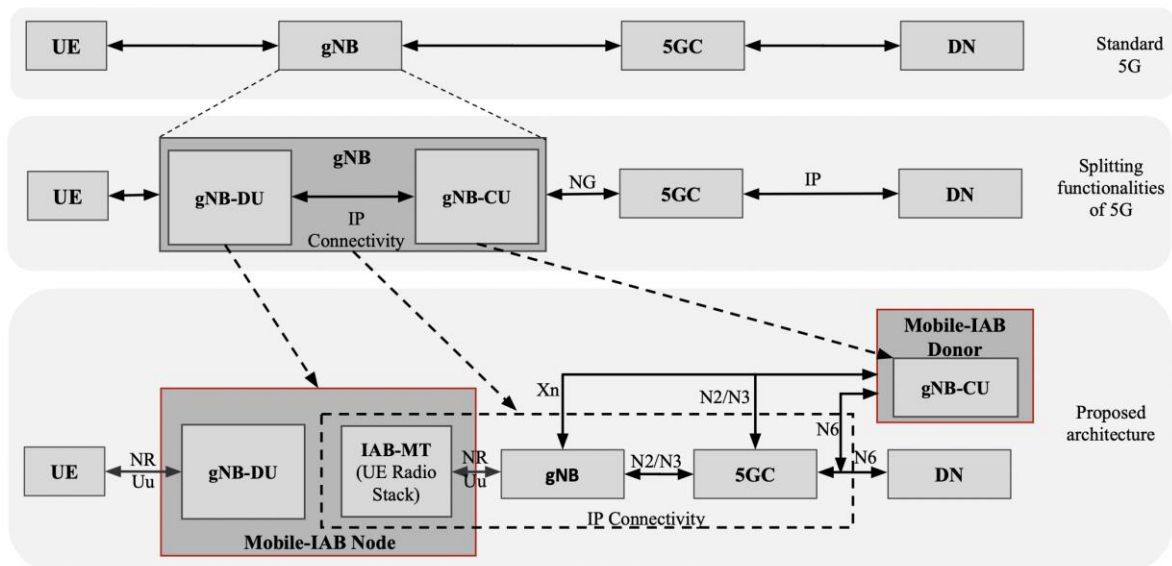 UE
gNB
5GC
DN
Standard
5G
gNB
UE
gNB-DU
gNB-CU
NG
5GC
IP
DN
Splitting
functionalities
of 5G
IP
Connectivity
Mobile-IAB
Donor
gNB-CU
Xn
N2/N3
N6
Proposed
architecture
UE
NR
Uu
gNB-DU
IAB-MT
(UE Radio
Stack)
NR
Uu
gNB
N2/N3
5GC
N6
DN
IP Connectivity
Mobile-IAB Node